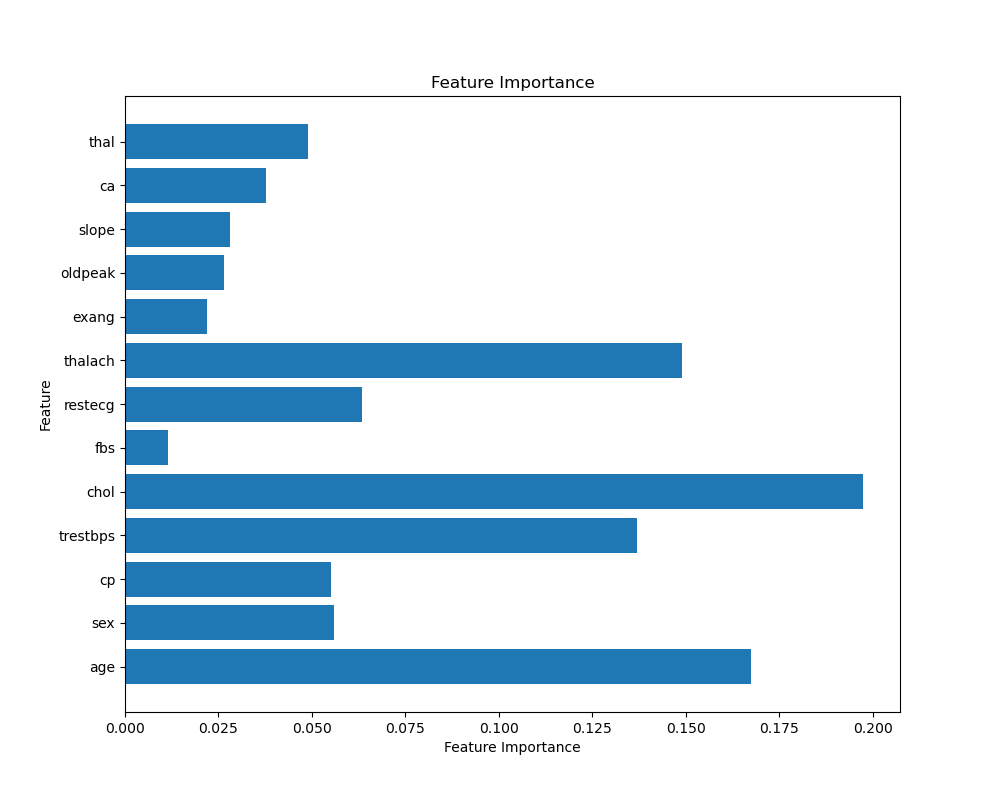 Feature Importance
thal
ca
slope
oldpeak
exang
thalach
restecg
fbs
chol
trestbps
cp
sex
age
Feature
0.000 0.025 0.050 0.075 0.100 0.125 0.150 0.175 0.200
Feature Importance